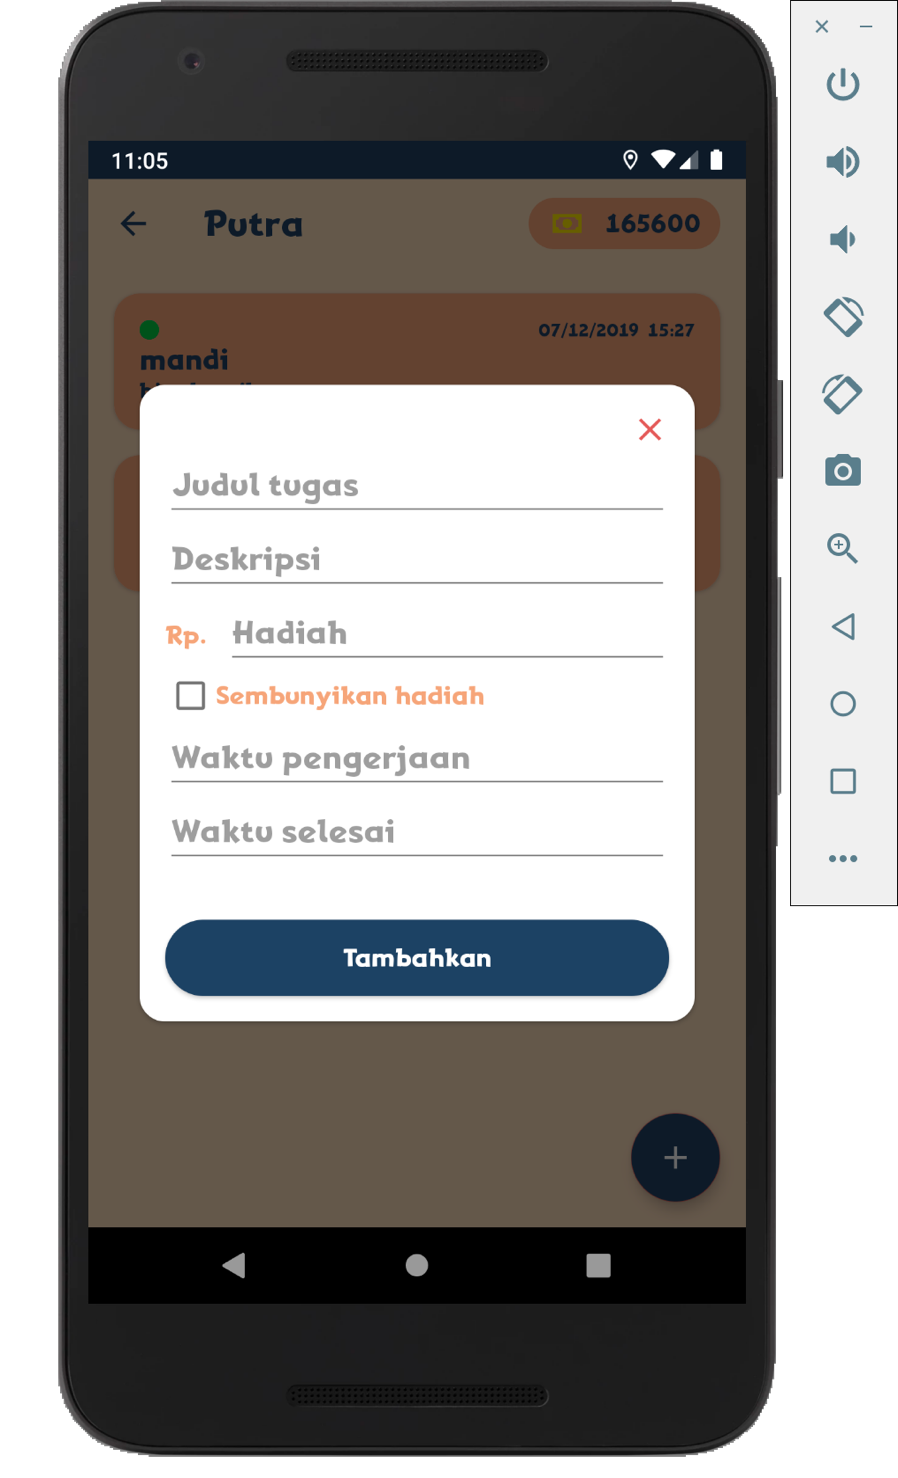 11:05
Putra
165600
07/12/2019 15:27
mandi
Judul tugas
Deskripsi
Rp. Hadiah
Sembunyikan hadiah
Waktu pengerjaan
Waktu selesai
Tambahkan